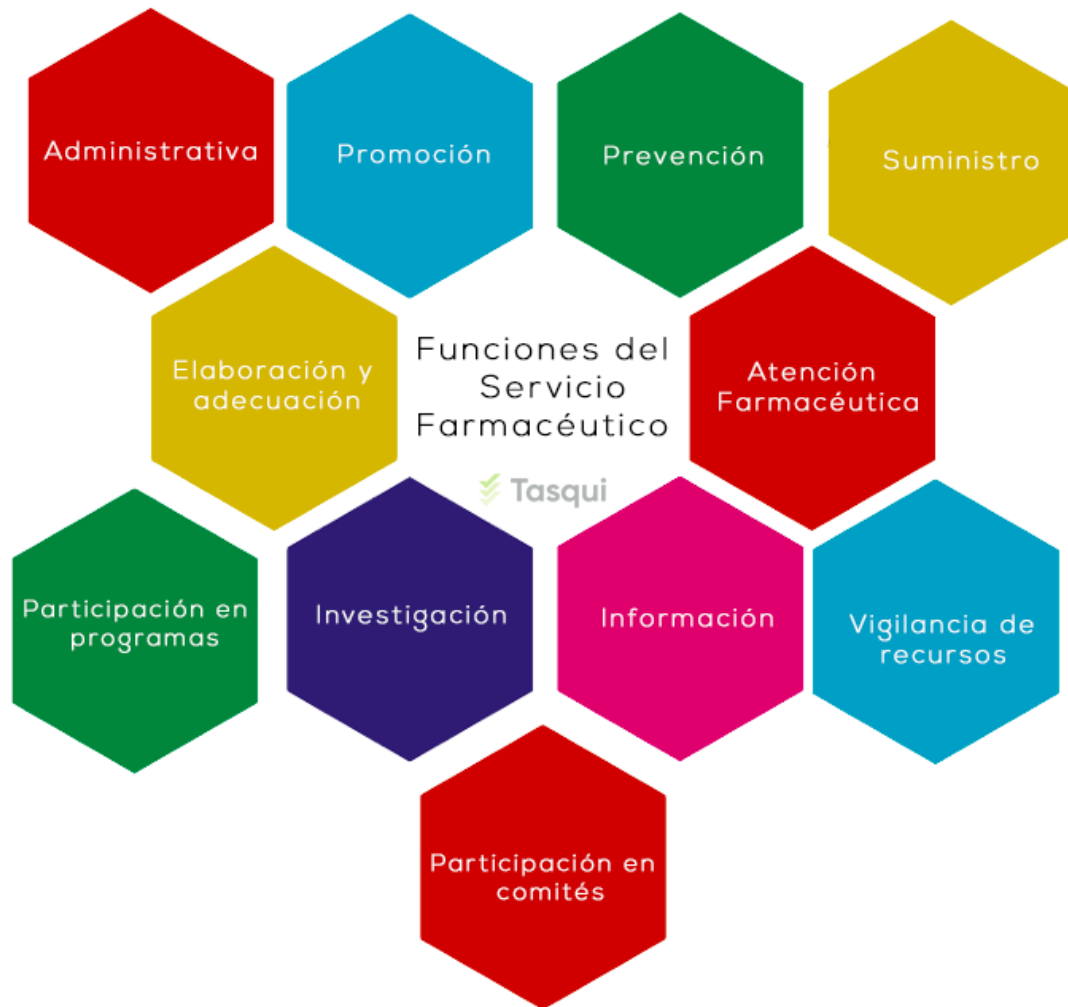 Administrativa
Promoción
Prevención
Suministro
Elaboración y
adecuación
Funciones del
Servicio
Farmacéutico
Tasqui
Atención
Farmacéutica
Participación en
programas
Investigación
Información
Vigilancia de
recursos
Participación en
comités